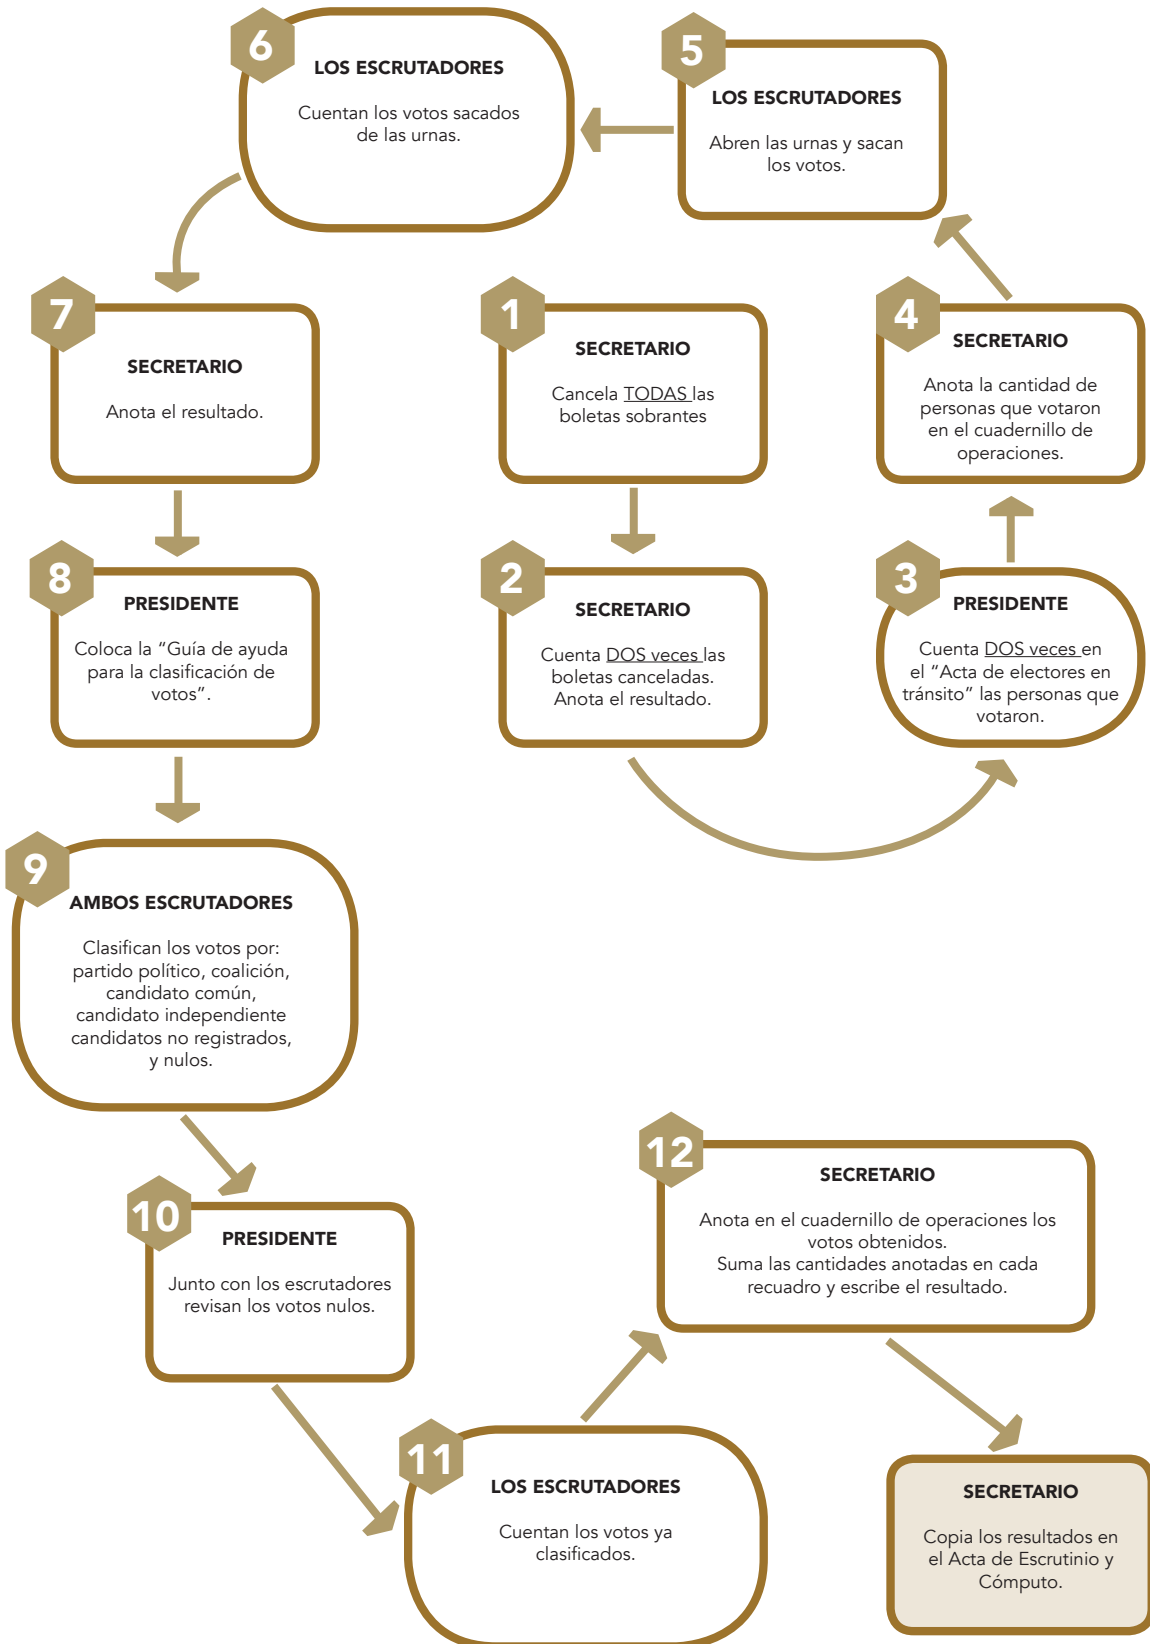 1
SECRETARIO
Cancela TODAS las
boletas sobrantes
2
SECRETARIO
Cuenta DOS veces las
boletas canceladas.
Anota el resultado.
3
PRESIDENTE
Cuenta DOS veces en
el “Acta de electores en
tránsito” las personas que
votaron.
4
SECRETARIO
Anota la cantidad de
personas que votaron
en el cuadernillo de
operaciones.
5
LOS ESCRUTADORES
Abren las urnas y sacan
los votos.
6
LOS ESCRUTADORES
Cuentan los votos sacados
de las urnas.
7
SECRETARIO
Anota el resultado.
8
PRESIDENTE
Coloca la “Guía de ayuda
para la clasificación de
votos”.
9
AMBOS ESCRUTADORES
Clasifican los votos por:
partido político, coalición,
candidato común,
candidato independiente
candidatos no registrados,
y nulos.
10
PRESIDENTE
Junto con los escrutadores
revisan los votos nulos.
11
LOS ESCRUTADORES
Cuentan los votos ya
clasificados.
12
SECRETARIO
Anota en el cuadernillo de operaciones los
votos obtenidos.
Suma las cantidades anotadas en cada
recuadro y escribe el resultado.
SECRETARIO
Copia los resultados en
el Acta de Escrutinio y
Cómputo.